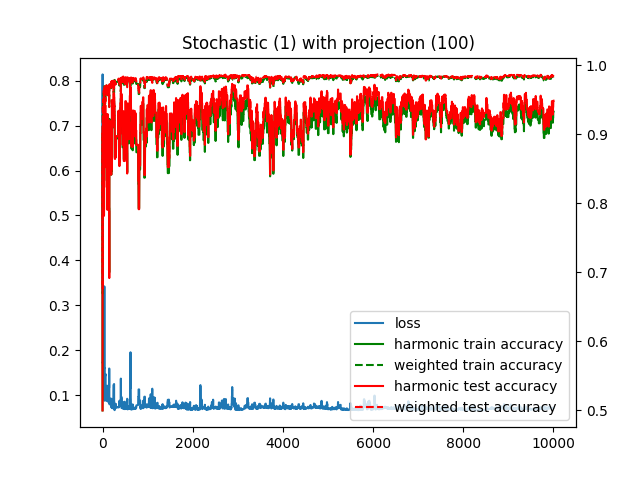 Stochastic (1) with projection (100)
0.8
0.7
0.6
0.5
0.4
0.3
0.2
0.1
1.0
0.9
0.8
0.7
0.6
0.5
loss
harmonic train accuracy
weighted train accuracy
harmonic test accuracy
weighted test accuracy
0 2000 4000 6000 8000 10000